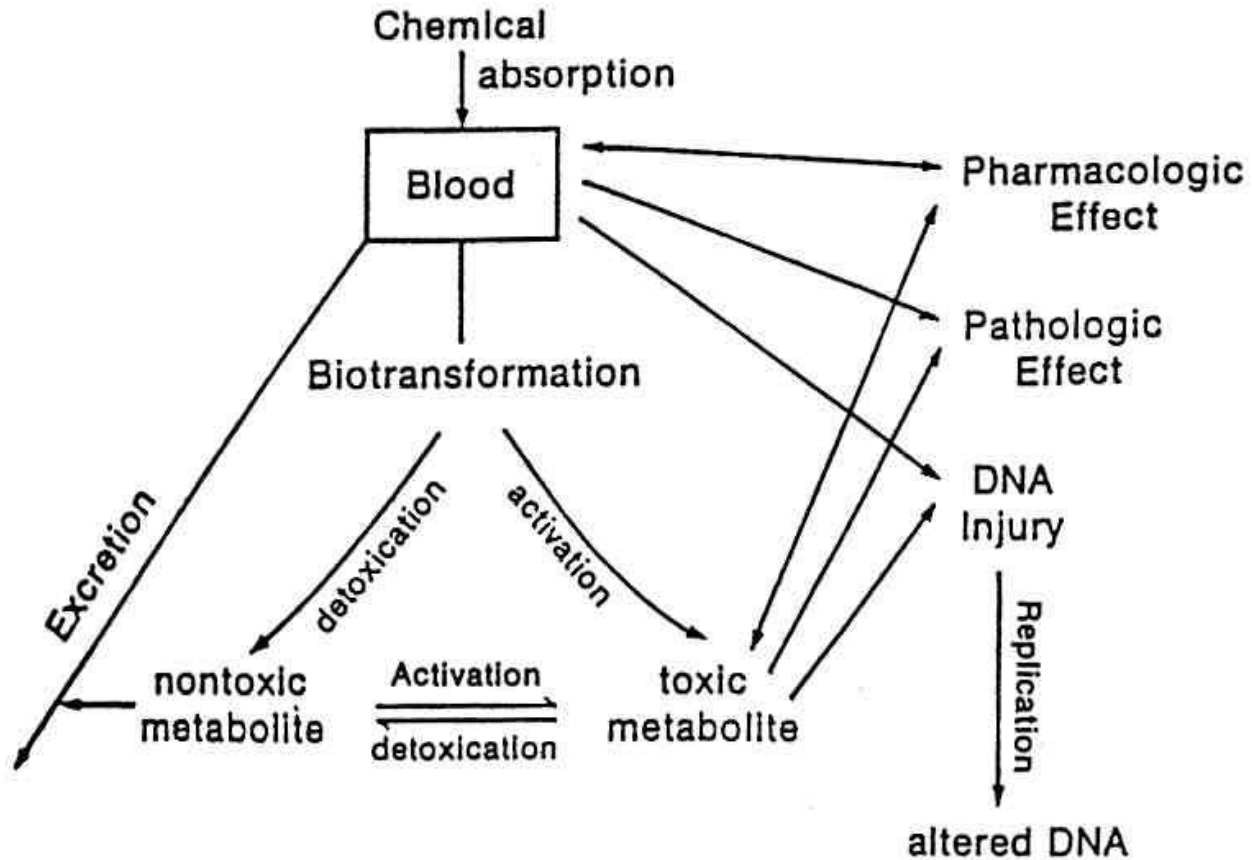 Chemical
absorption
Blood
Pharmacologic
Effect
Pathologic
Effect
Biotransformation
DNA
Injury
Excretion
detoxication
activation
Replication
nontoxic
metabolite
Activation
detoxication
toxic
metabolite
altered DNA